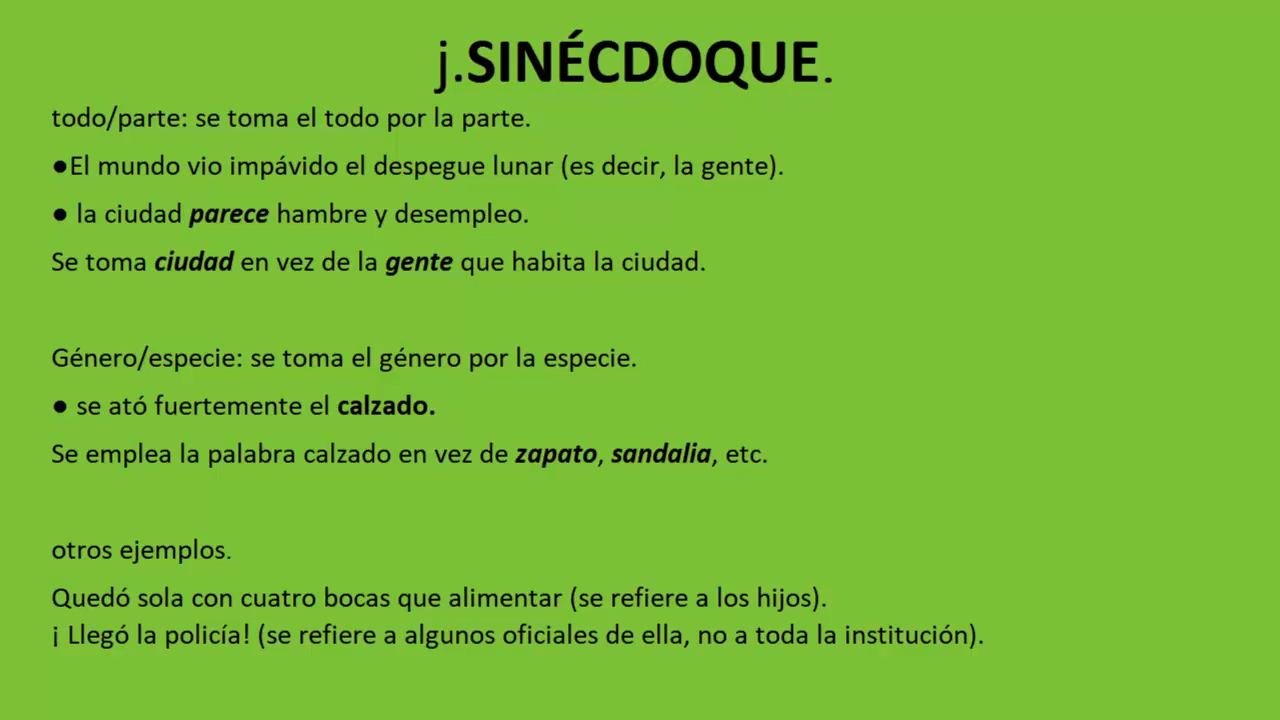 j.SINÉCDOQUE.
todo/parte: se toma el todo por la parte.
●El mundo vio impávido el despegue lunar (es decir, la gente).
● la ciudad parece hambre y desempleo.
Se toma ciudad en vez de la gente que habita la ciudad.
Género/especie: se toma el género por la especie.
● se ató fuertemente el calzado.
Se emplea la palabra calzado en vez de zapato, sandalia, etc.
otros ejemplos.
Quedó sola con cuatro bocas que alimentar (se refiere a los hijos).
¡ Llegó la policía! (se refiere a algunos oficiales de ella, no a toda la institución).